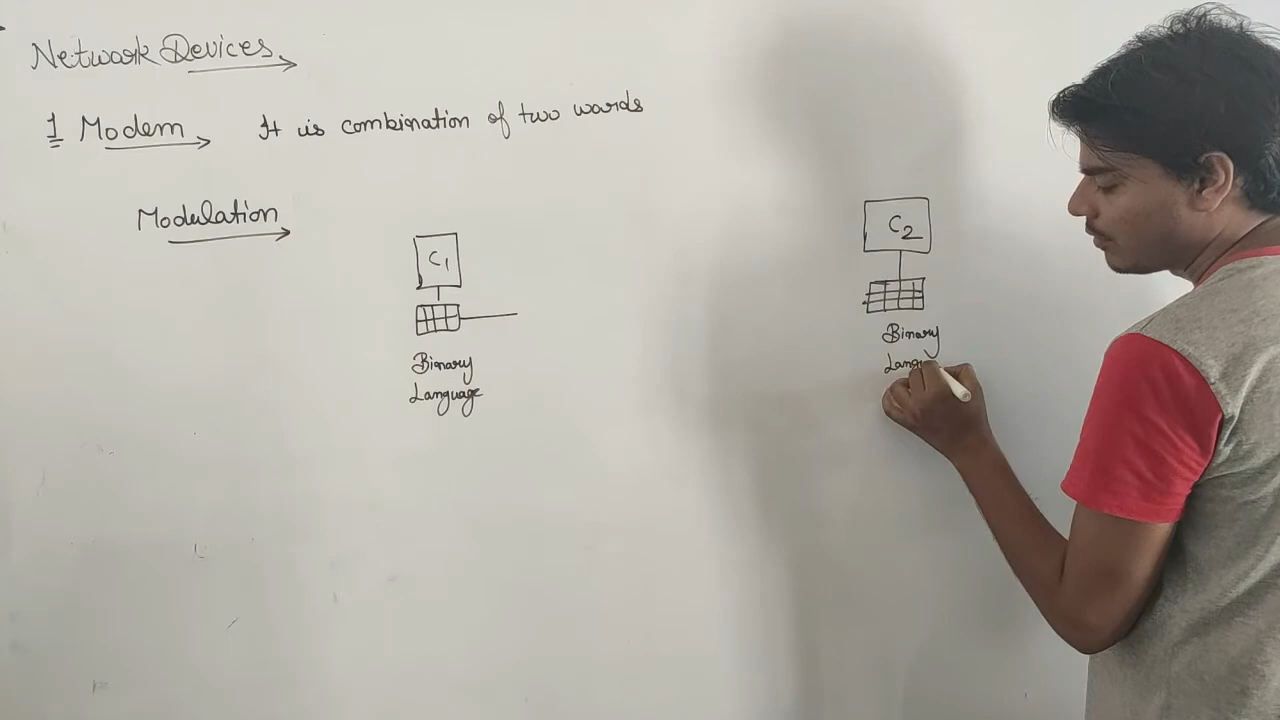 Network Devices
1 Modem It is combination of two words
Modulation
C1
Binary
Language
C2
Binary